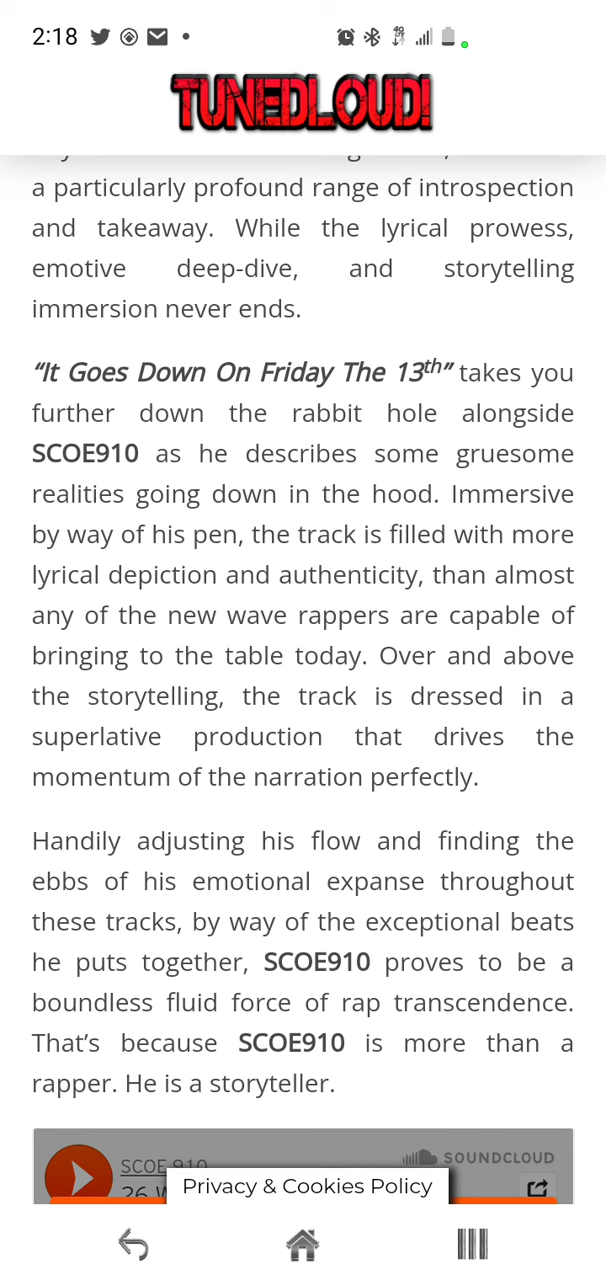 2:18
4G
TUNEDLOUD!
a particularly profound range of introspection
and takeaway. While the lyrical prowess,
emotive deep-dive, and storytelling
immersion never ends.
“It Goes Down On Friday The 13th” takes you
further down the rabbit hole alongside
SCOE910 as he describes some gruesome
realities going down in the hood. Immersive
by way of his pen, the track is filled with more
lyrical depiction and authenticity, than almost
any of the new wave rappers are capable of
bringing to the table today. Over and above
the storytelling, the track is dressed in a
superlative production that drives the
momentum of the narration perfectly.
Handily adjusting his flow and finding the
ebbs of his emotional expanse throughout
these tracks, by way of the exceptional beats
he puts together, SCOE910 proves to be a
boundless fluid force of rap transcendence.
That’s because SCOE910 is more than a
rapper. He is a storyteller.
SCOE 910
SOUNDCLOUD
26
Privacy & Cookies Policy